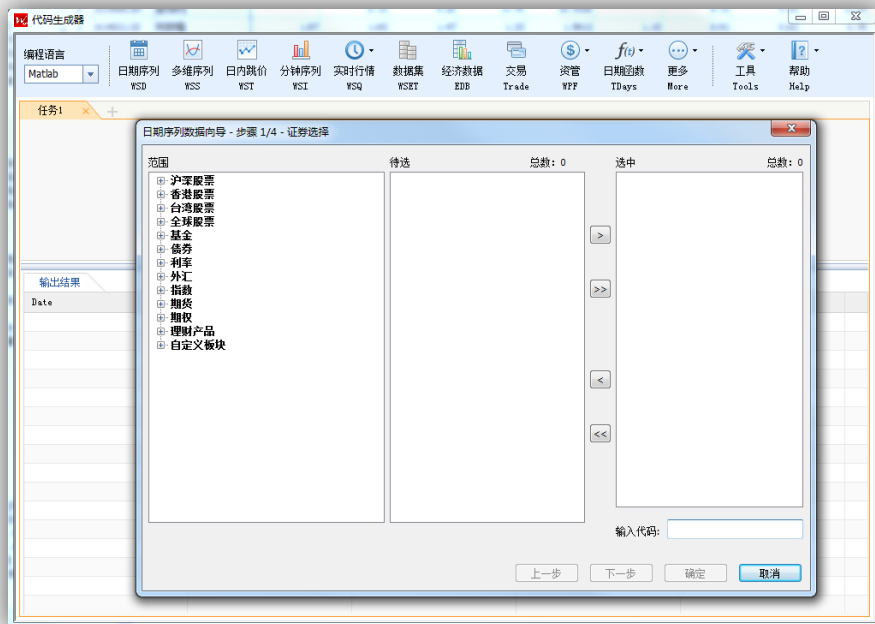 代码生成器
编程语言
Matlab
日期序列 WSD
多维序列 WSS
日内跳价 WST
分钟序列 WSI
实时行情 WSQ
数据集 WSET
经济数据 EDB
交易 Trade
资管 WPF
日期函数 TDays
更多 More
工具 Tools
帮助 Help
任务1
日期序列数据向导 - 步骤 1/4 - 证券选择
范围
待选 总数: 0
选中 总数: 0
沪深股票
香港股票
台湾股票
全球股票
基金
债券
利率
外汇
指数
期货
期权
理财产品
自定义板块
>
>>
<
<<
输出结果
Date
输入代码:
上一步 下一步 确定 取消